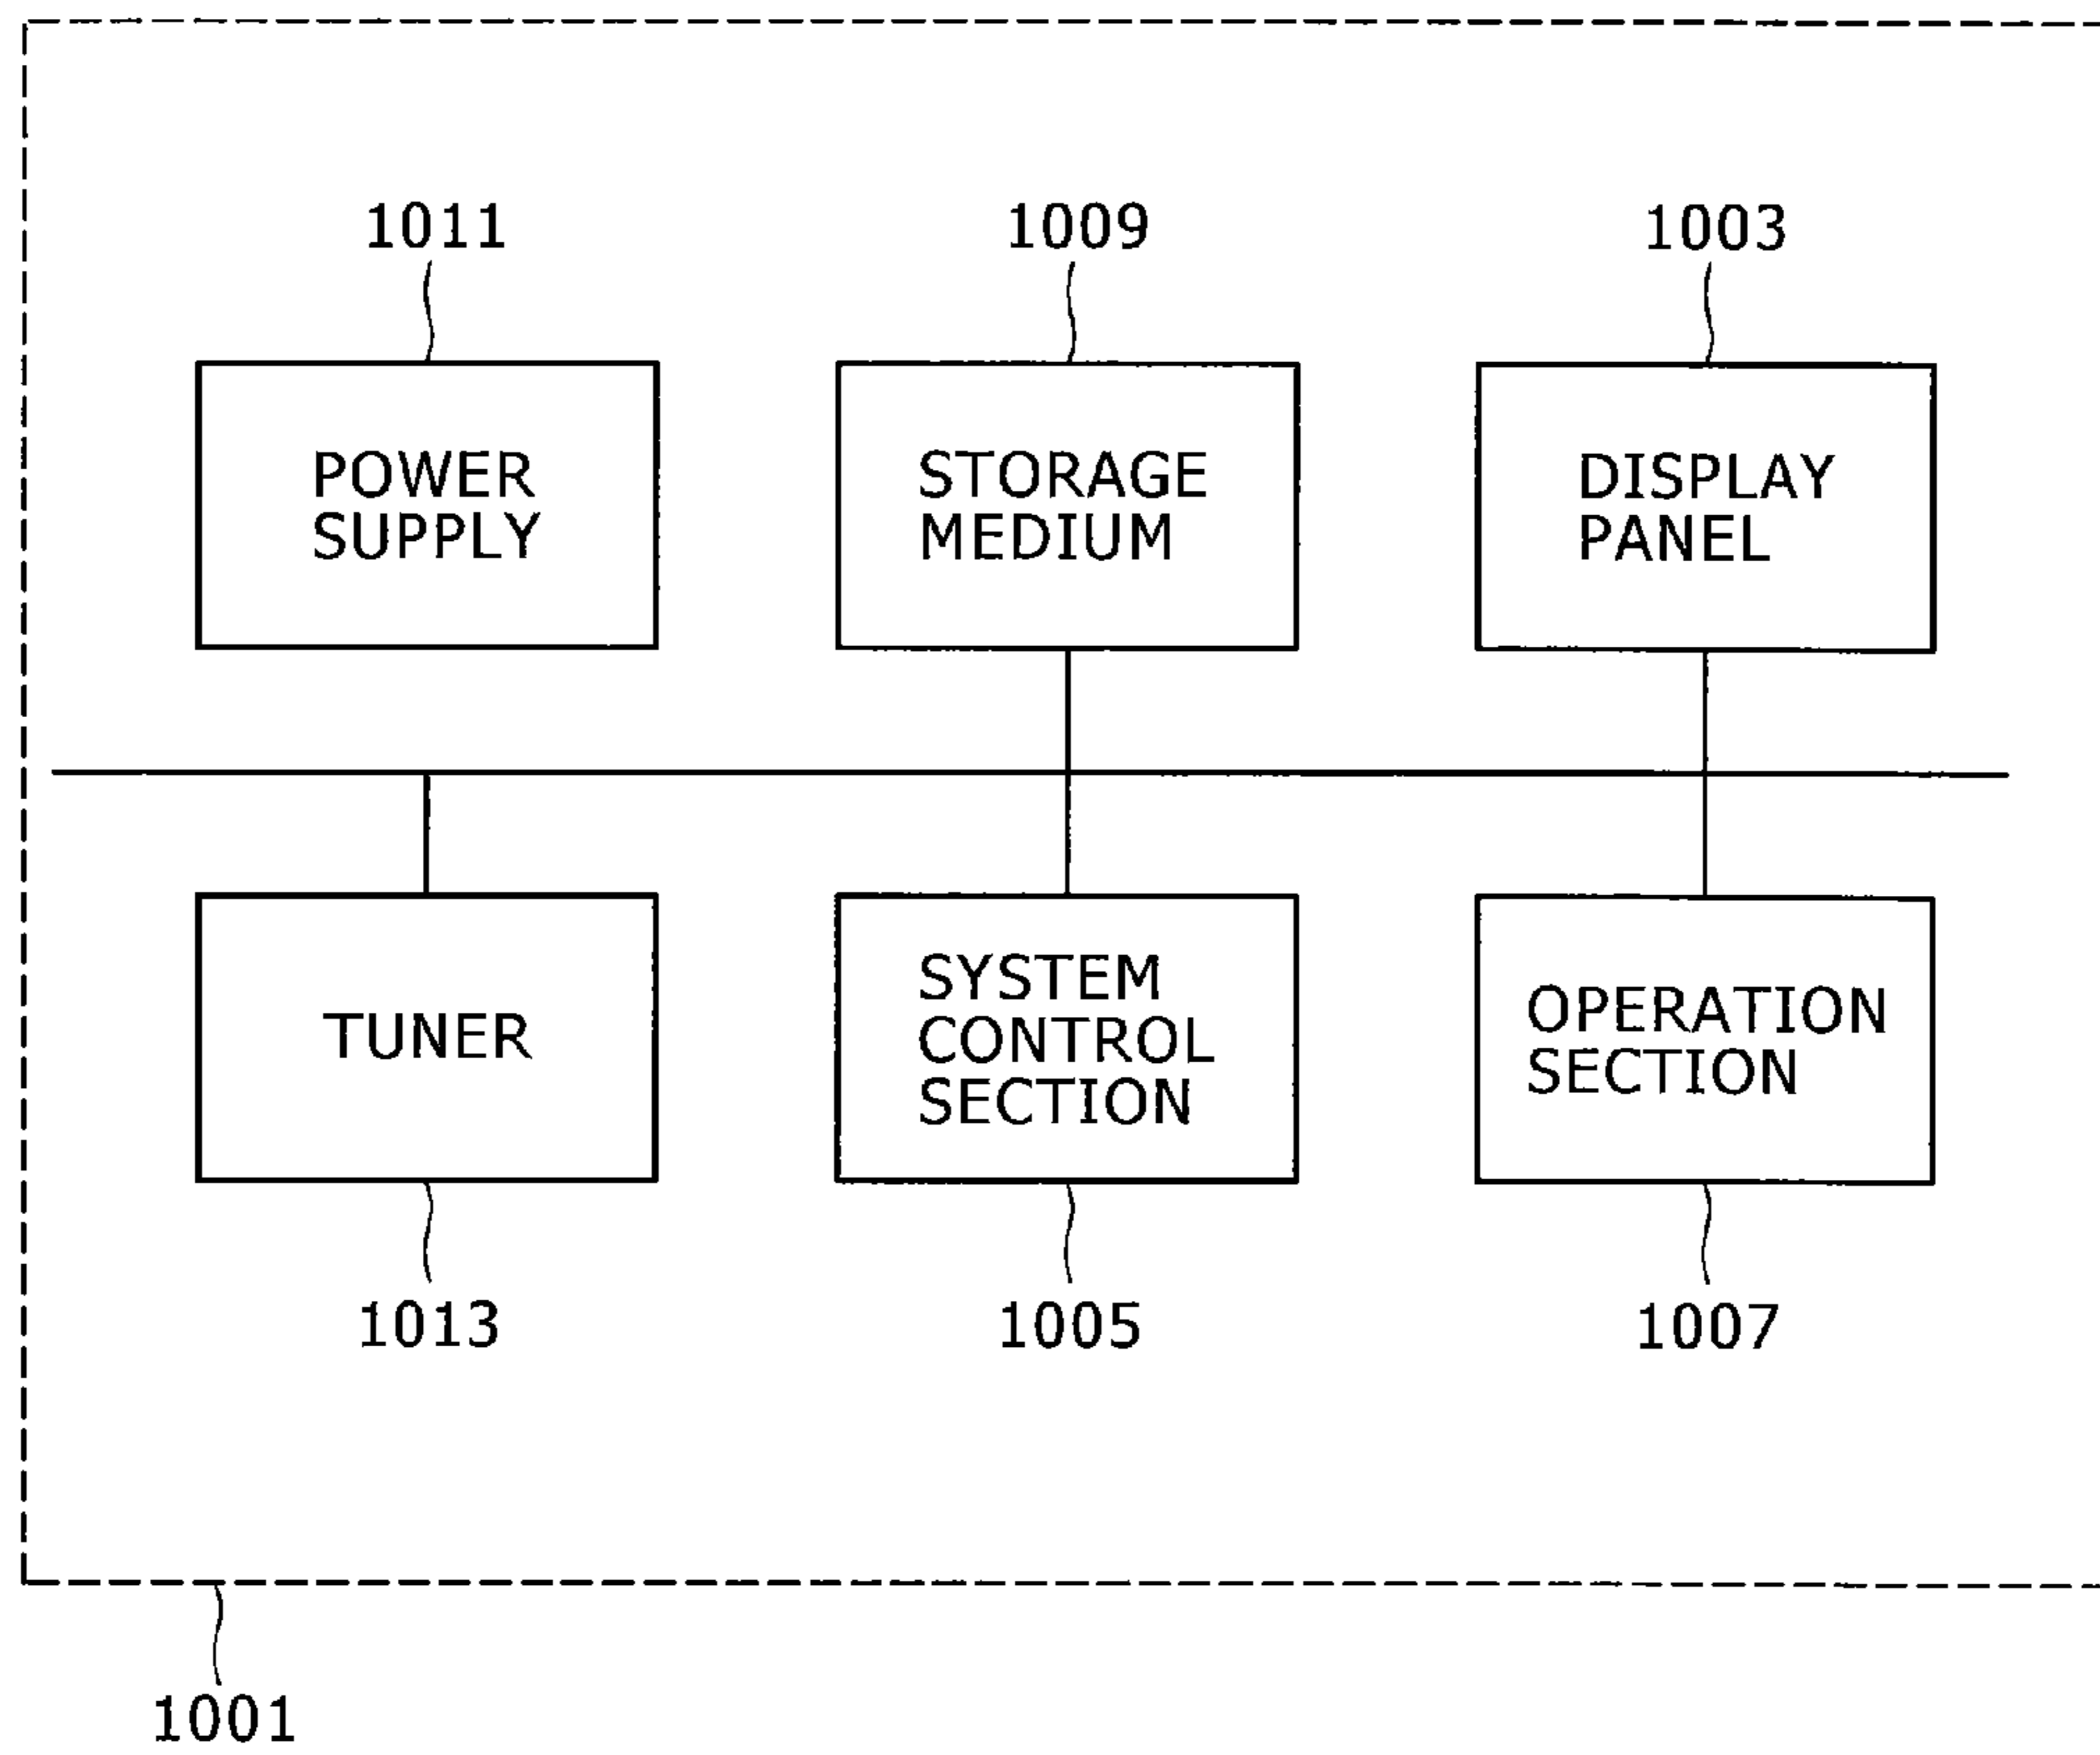 1011
1009
1003
POWER
SUPPLY
STORAGE
MEDIUM
DISPLAY
PANEL
TUNER
SYSTEM
CONTROL
SECTION
OPERATION
SECTION
1013
1005
1007
1001